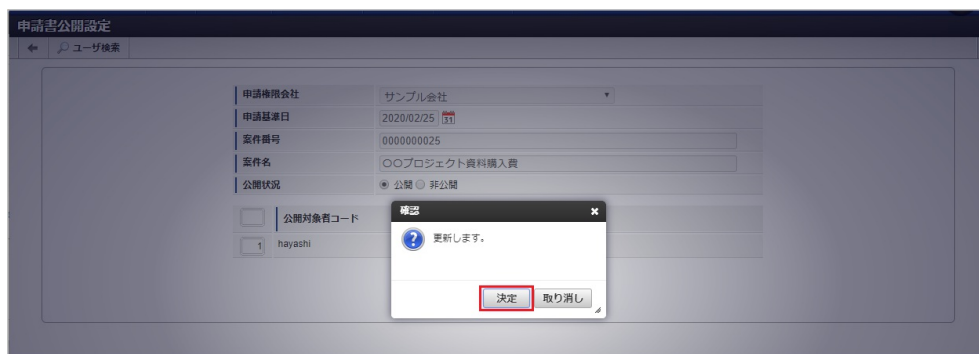 申請書公開設定
ユーザ検索
申請権限会社 サンプル会社
申請基準日 2020/02/25 31
案件番号 0000000025
案件名 〇〇プロジェクト資料購入費
公開状況 公開 非公開
公開対象者コード
1 hayashi
確認
更新します。
決定 取り消し